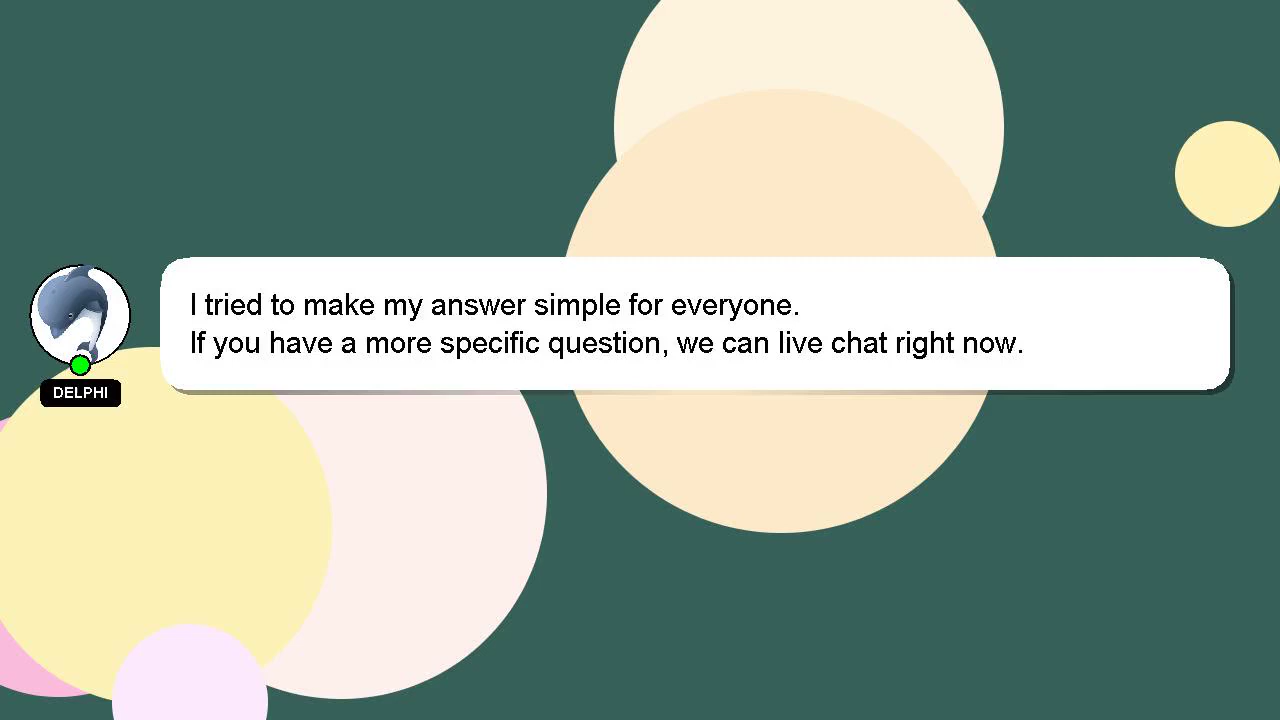 I tried to make my answer simple for everyone.
If you have a more specific question, we can live chat right now.
DELPHI